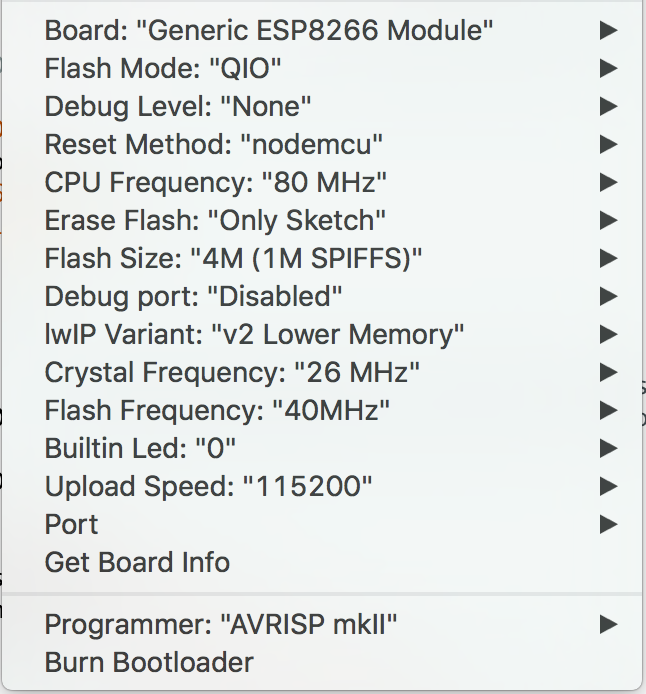 Board: "Generic ESP8266 Module"
Flash Mode: "QIO"
Debug Level: "None"
Reset Method: "nodemcu"
CPU Frequency: "80 MHz"
Erase Flash: "Only Sketch"
Flash Size: "4M (1M SPIFFS)"
Debug port: "Disabled"
lwIP Variant: "v2 Lower Memory"
Crystal Frequency: "26 MHz"
Flash Frequency: "40MHz"
Builtin Led: "0"
Upload Speed: "115200"
Port
Get Board Info
Programmer: "AVRISP mkII"
Burn Bootloader